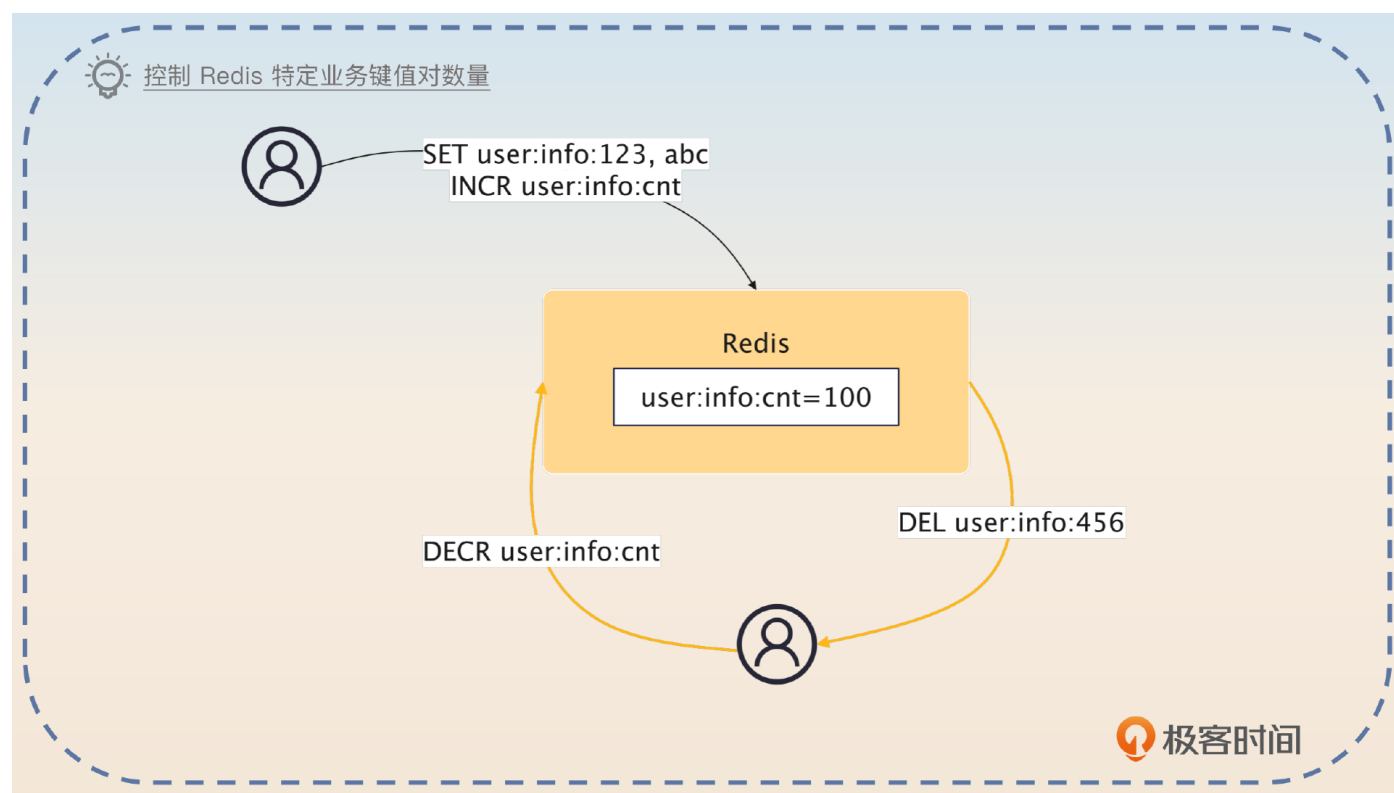 控制 Redis 特定业务键值对数量
SET user:info:123, abc
INCR user:info:cnt
Redis
user:info:cnt=100
DEL user:info:456
DECR user:info:cnt
极客时间